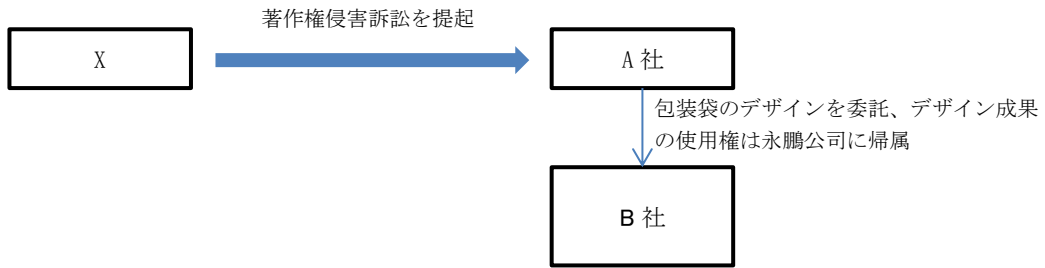 著作権侵害訴訟を提起
X
A 社
包装袋のデザインを委託、デザイン成果
の使用権は永鵬公司に帰属
B 社